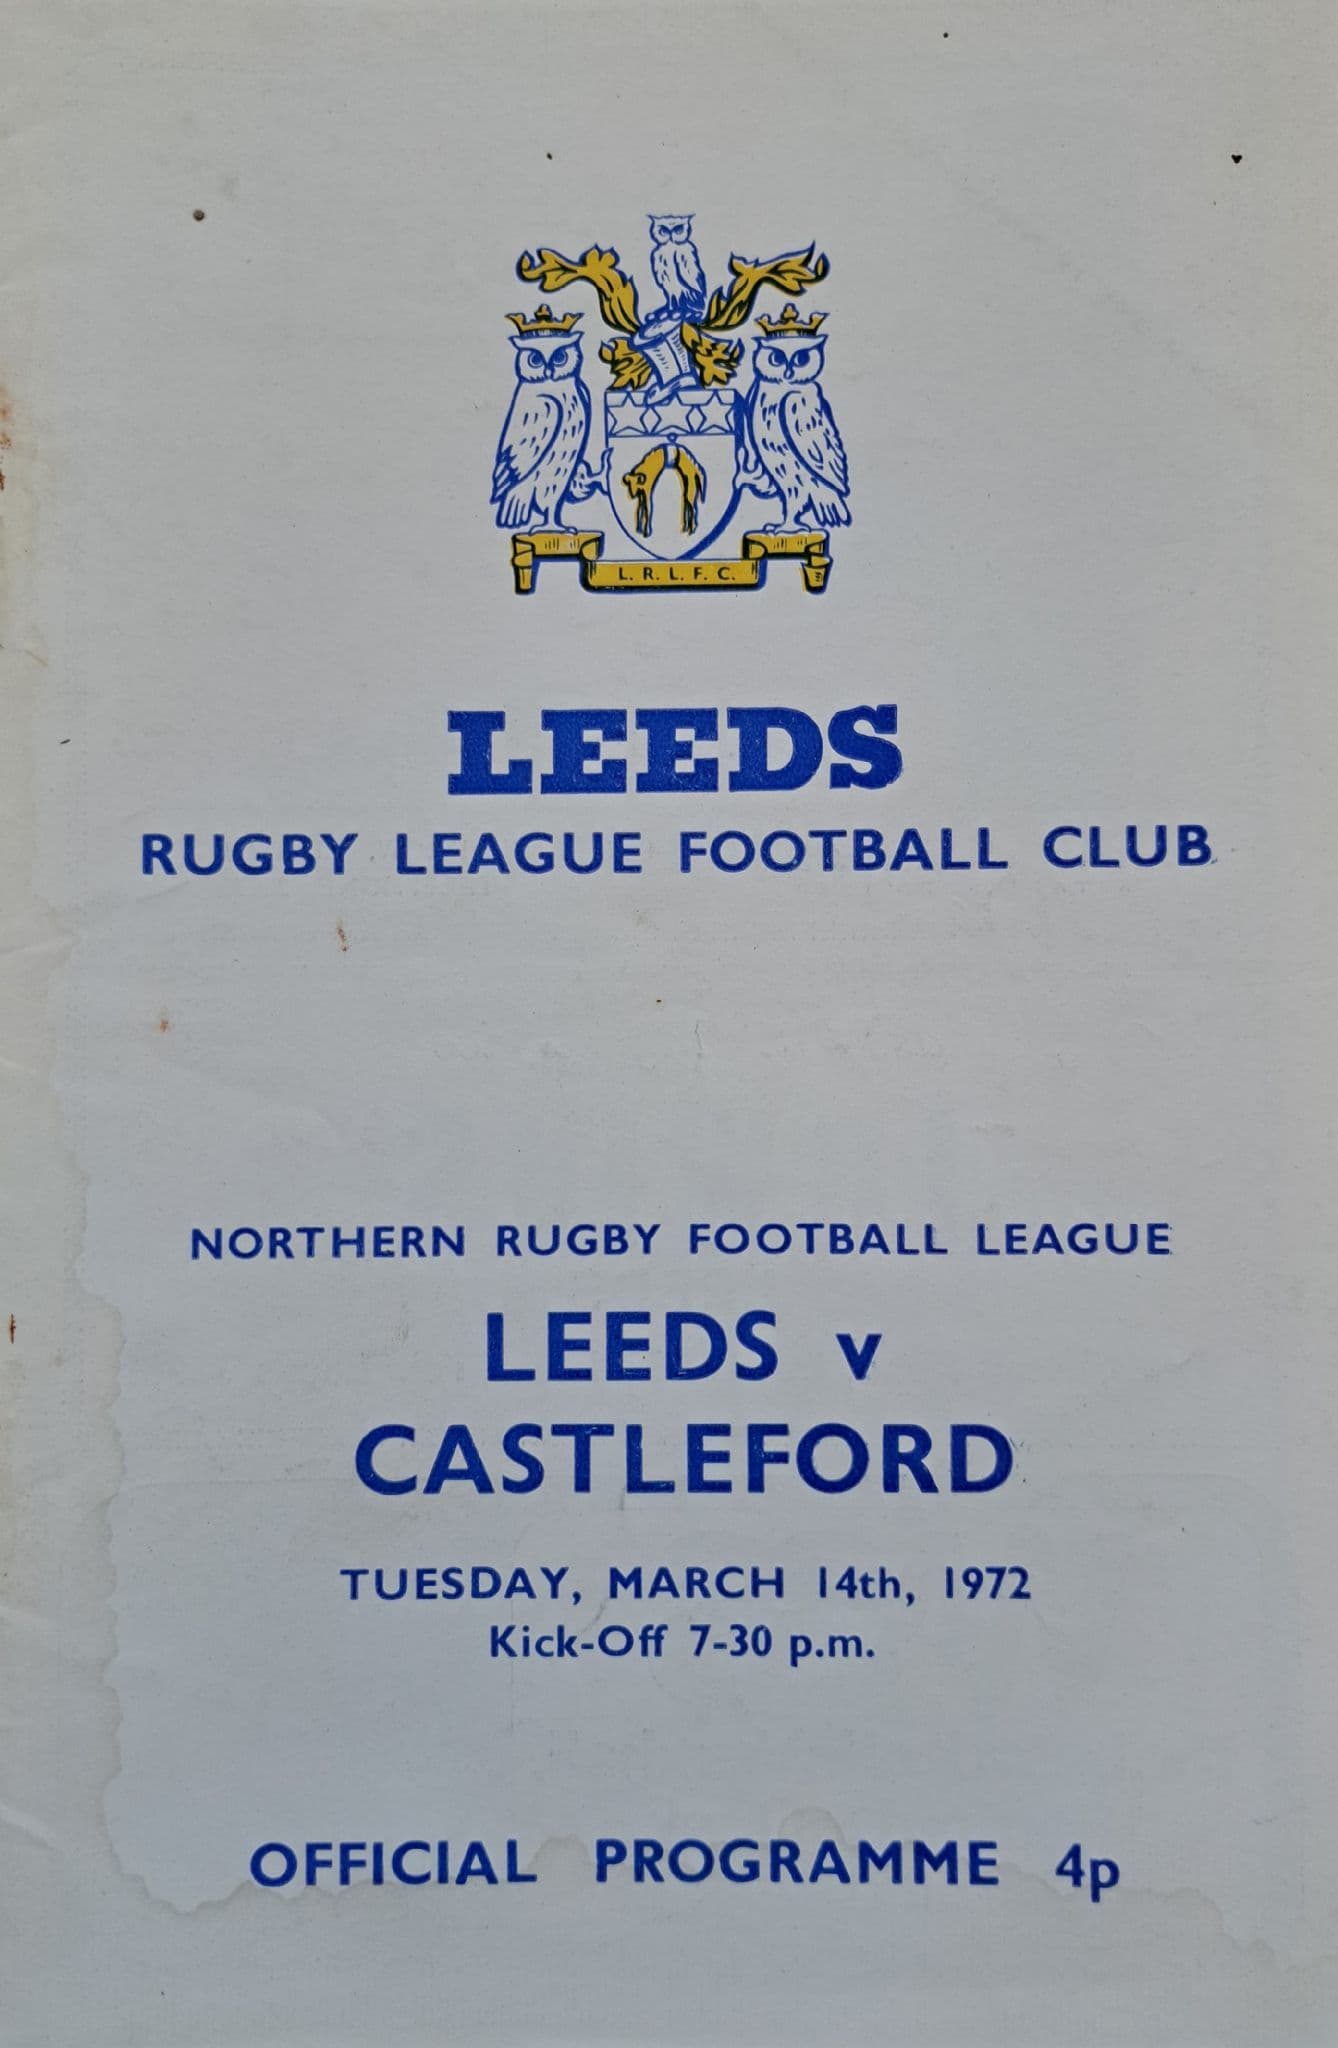 L. R. L. F. C.
LEEDS
RUGBY LEAGUE FOOTBALL CLUB
NORTHERN RUGBY FOOTBALL LEAGUE
LEEDS v
CASTLEFORD
TUESDAY, MARCH 14th, 1972
Kick-Off 7-30 p.m.
OFFICIAL PROGRAMME 4p